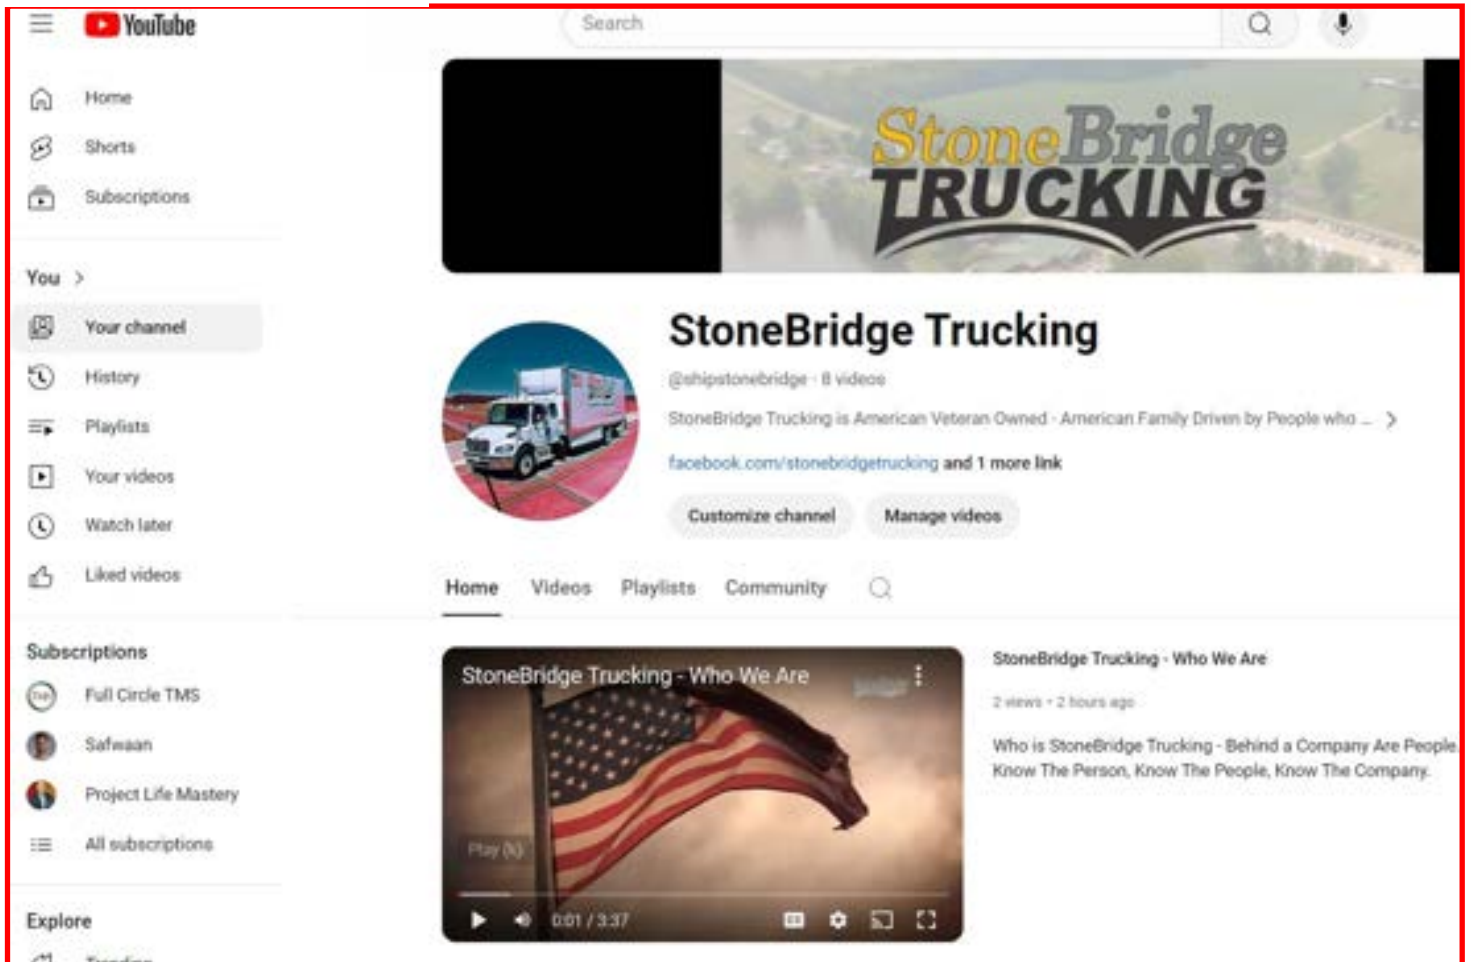 YouTube
Search
Home
Shorts
Subscriptions
You
Your channel
History
Playlists
Your videos
Watch later
Liked videos
Subscriptions
Full Circle TMS
Safwaan
Project Life Mastery
All subscriptions
Explore
Trending
StoneBridge
TRUCKING
StoneBridge Trucking
@shipstonebridge · 8 videos
StoneBridge Trucking is American Veteran Owned - American Family Driven by People who ...
facebook.com/stonebridgetrucking and 1 more link
Customize channel Manage videos
Home Videos Playlists Community
StoneBridge Trucking - Who We Are
Play (k)
0:01 / 3:37
StoneBridge Trucking - Who We Are
2 views • 2 hours ago
Who is StoneBridge Trucking - Behind a Company Are People.
Know The Person, Know The People, Know The Company.